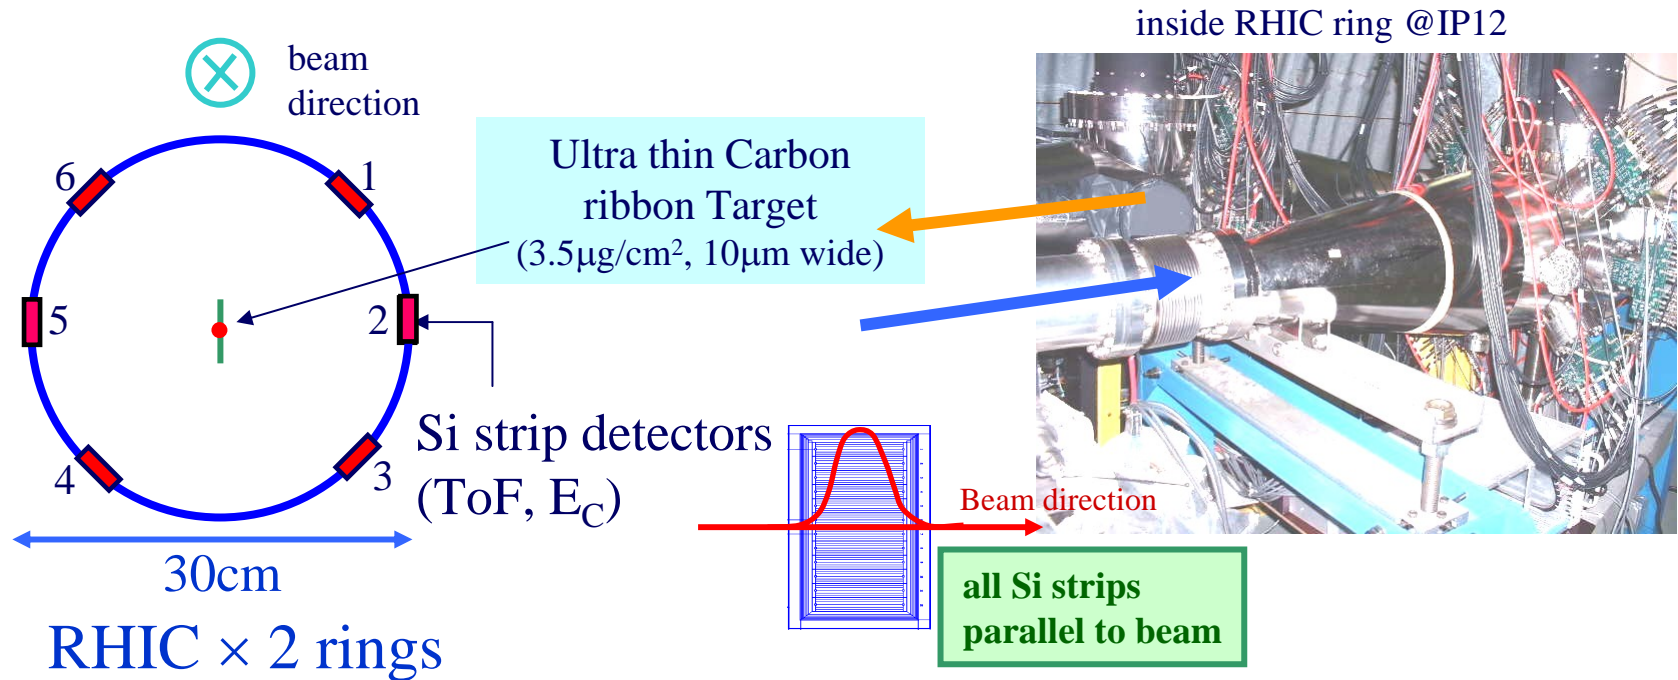 inside RHIC ring @IP12
beam
direction
Ultra thin Carbon
ribbon Target
(3.5μg/cm², 10μm wide)
6
1
5
2
4
3
Si strip detectors
(ToF, E_C)
30cm
RHIC × 2 rings
Beam direction
all Si strips
parallel to beam